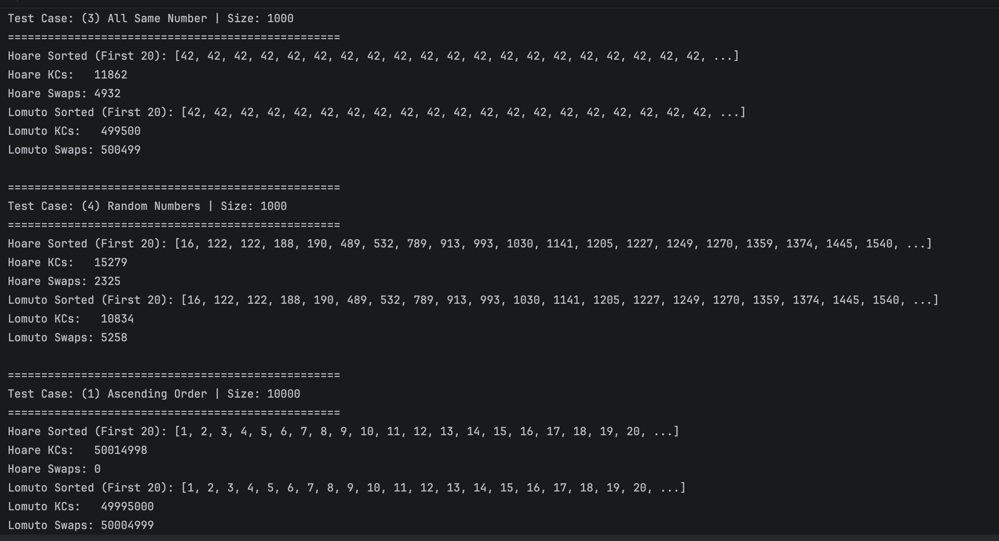 Test Case: (3) All Same Number | Size: 1000
==================================================
Hoare Sorted (First 20): [42, 42, 42, 42, 42, 42, 42, 42, 42, 42, 42, 42, 42, 42, 42, 42, 42, 42, 42, 42, ...]
Hoare KCs:   11862
Hoare Swaps: 4932
Lomuto Sorted (First 20): [42, 42, 42, 42, 42, 42, 42, 42, 42, 42, 42, 42, 42, 42, 42, 42, 42, 42, 42, 42, ...]
Lomuto KCs:   499500
Lomuto Swaps: 500499

==================================================
Test Case: (4) Random Numbers | Size: 1000
==================================================
Hoare Sorted (First 20): [16, 122, 122, 188, 190, 489, 532, 789, 913, 993, 1030, 1141, 1205, 1227, 1249, 1270, 1359, 1374, 1445, 1540, ...]
Hoare KCs:   15279
Hoare Swaps: 2325
Lomuto Sorted (First 20): [16, 122, 122, 188, 190, 489, 532, 789, 913, 993, 1030, 1141, 1205, 1227, 1249, 1270, 1359, 1374, 1445, 1540, ...]
Lomuto KCs:   10834
Lomuto Swaps: 5258

==================================================
Test Case: (1) Ascending Order | Size: 10000
==================================================
Hoare Sorted (First 20): [1, 2, 3, 4, 5, 6, 7, 8, 9, 10, 11, 12, 13, 14, 15, 16, 17, 18, 19, 20, ...]
Hoare KCs:   50014998
Hoare Swaps: 0
Lomuto Sorted (First 20): [1, 2, 3, 4, 5, 6, 7, 8, 9, 10, 11, 12, 13, 14, 15, 16, 17, 18, 19, 20, ...]
Lomuto KCs:   49995000
Lomuto Swaps: 50004999